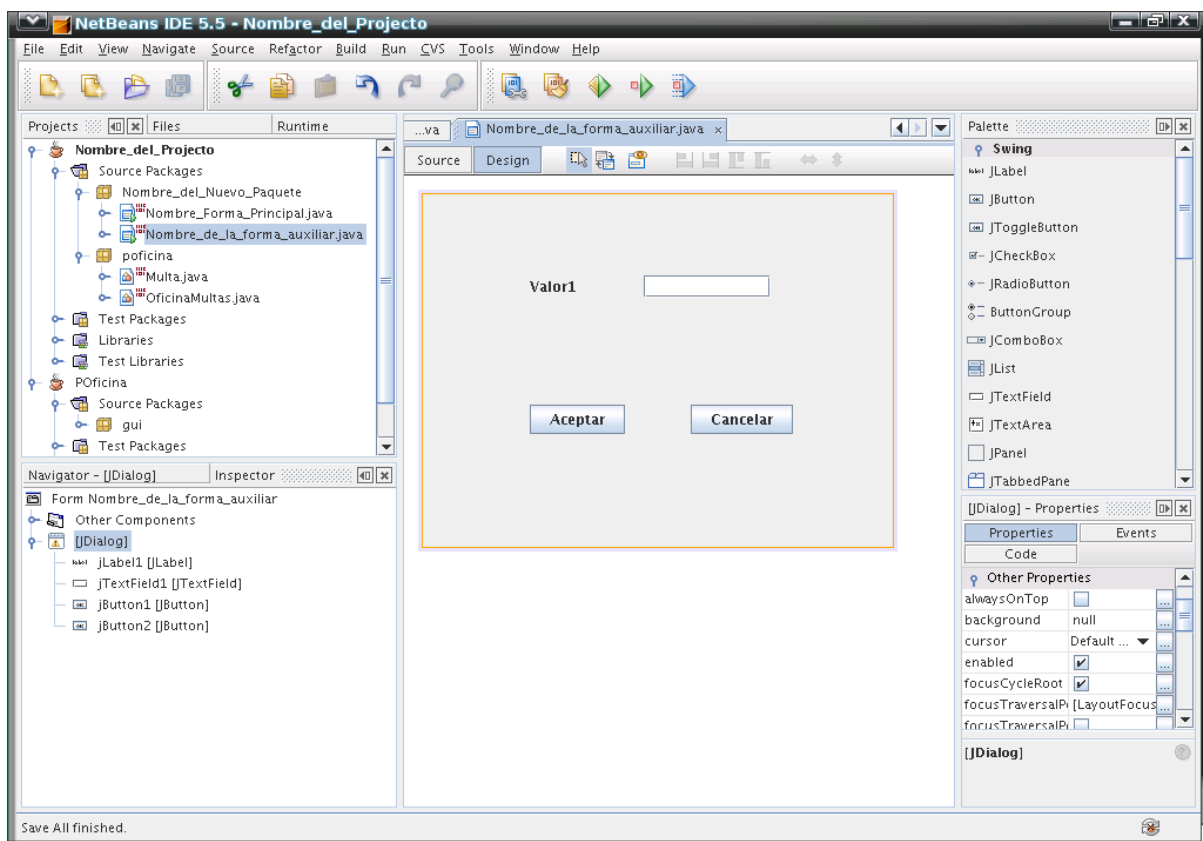 NetBeans IDE 5.5 - Nombre_del_Projecto
File Edit View Navigate Source Refactor Build Run CVS Tools Window Help
Projects Files Runtime
Nombre_del_Projecto
Source Packages
Nombre_del_Nuevo_Paquete
Nombre_Forma_Principal.java
Nombre_de_la_forma_auxiliar.java
poficina
Multa.java
OficinaMultas.java
Test Packages
Libraries
Test Libraries
POficina
Source Packages
gui
Test Packages
Navigator - [JDialog] Inspector
Form Nombre_de_la_forma_auxiliar
Other Components
[JDialog]
jLabel1 [JLabel]
jTextField1 [JTextField]
jButton1 [JButton]
jButton2 [JButton]
...va Nombre_de_la_forma_auxiliar.java x
Source Design
Valor1
Aceptar Cancelar
Palette
Swing
JLabel
JButton
JToggleButton
JCheckBox
JRadioButton
ButtonGroup
JComboBox
JList
JTextField
JTextArea
JPanel
JTabbedPane
[JDialog] - Properties
Properties Events
Code
Other Properties
alwaysOnTop ...
background null ...
cursor Default ... ...
enabled ...
focusCycleRoot ...
focusTraversalP [LayoutFocus ...
focusTraversalP
[JDialog]
Save All finished.